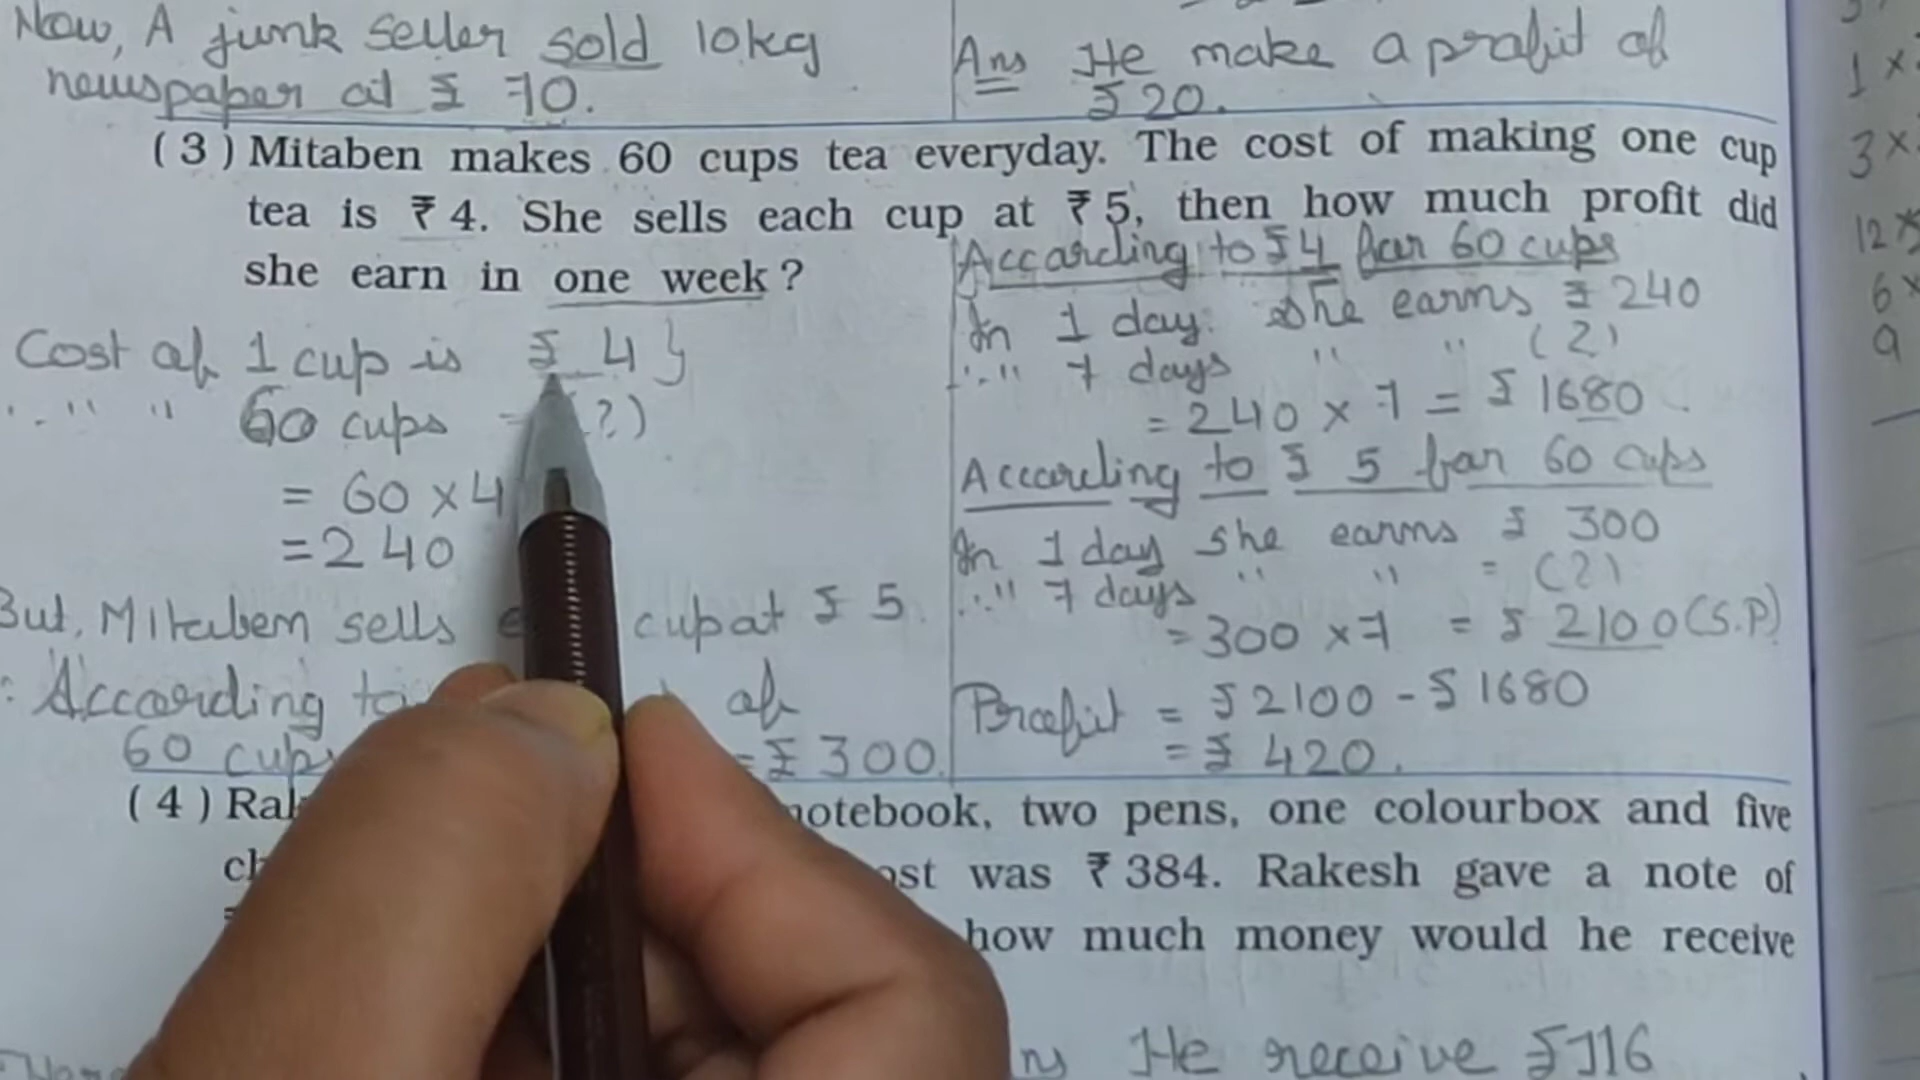 Now, A junk seller sold 10kg
newspaper at ₹ 70.
Ans He make a profit of
₹ 20.
(3) Mitaben makes 60 cups tea everyday. The cost of making one cup
tea is ₹ 4. She sells each cup at ₹ 5, then how much profit did
she earn in one week?
Cost of 1 cup is ₹ 4}
∴ " " 60 cups (?)
= 60 × 4
= 240
But, Mitaben sells cup at ₹ 5.
∴ According to of
60 cups = ₹ 300.
According to ₹ 4 for 60 cups
In 1 day she earns ₹ 240
∴ " 7 days " " (?)
= 240 × 7 = ₹ 1680
According to ₹ 5 for 60 cups
In 1 day she earns ₹ 300
∴ " 7 days " " = (?)
= 300 × 7 = ₹ 2100 (S.P)
Profit = ₹ 2100 - ₹ 1680
= ₹ 420.
(4) notebook, two pens, one colourbox and five
was ₹ 384. Rakesh gave a note of
how much money would he receive
He receive ₹ 116
1 ×
3 ×
12 ×
6 ×
9